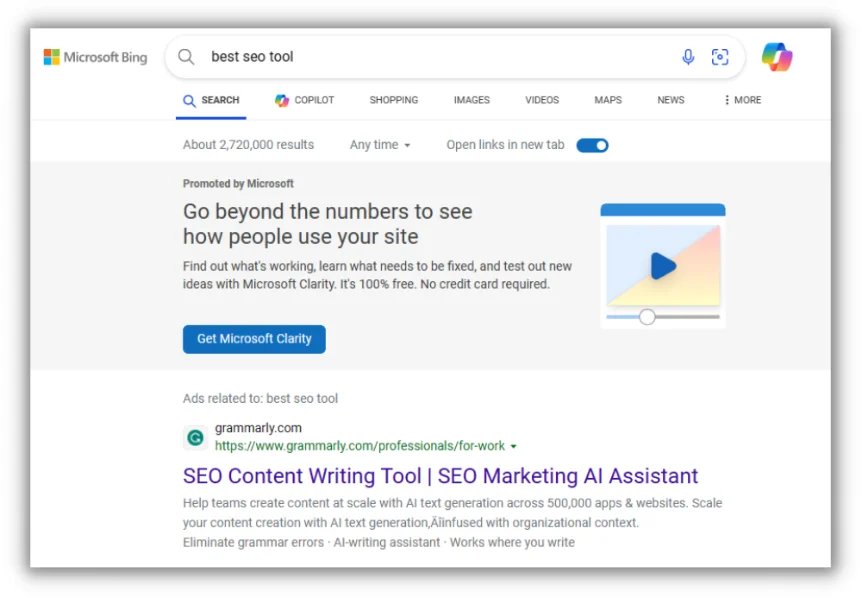 Microsoft Bing
best seo tool
SEARCH COPILOT SHOPPING IMAGES VIDEOS MAPS NEWS MORE
About 2,720,000 results Any time Open links in new tab
Promoted by Microsoft
Go beyond the numbers to see
how people use your site
Find out what's working, learn what needs to be fixed, and test out new
ideas with Microsoft Clarity. It's 100% free. No credit card required.
Get Microsoft Clarity
Ads related to: best seo tool
grammarly.com
https://www.grammarly.com/professionals/for-work
SEO Content Writing Tool | SEO Marketing AI Assistant
Help teams create content at scale with AI text generation across 500,000 apps & websites. Scale
your content creation with AI text generation‚Äîinfused with organizational context.
Eliminate grammar errors · AI-writing assistant · Works where you write